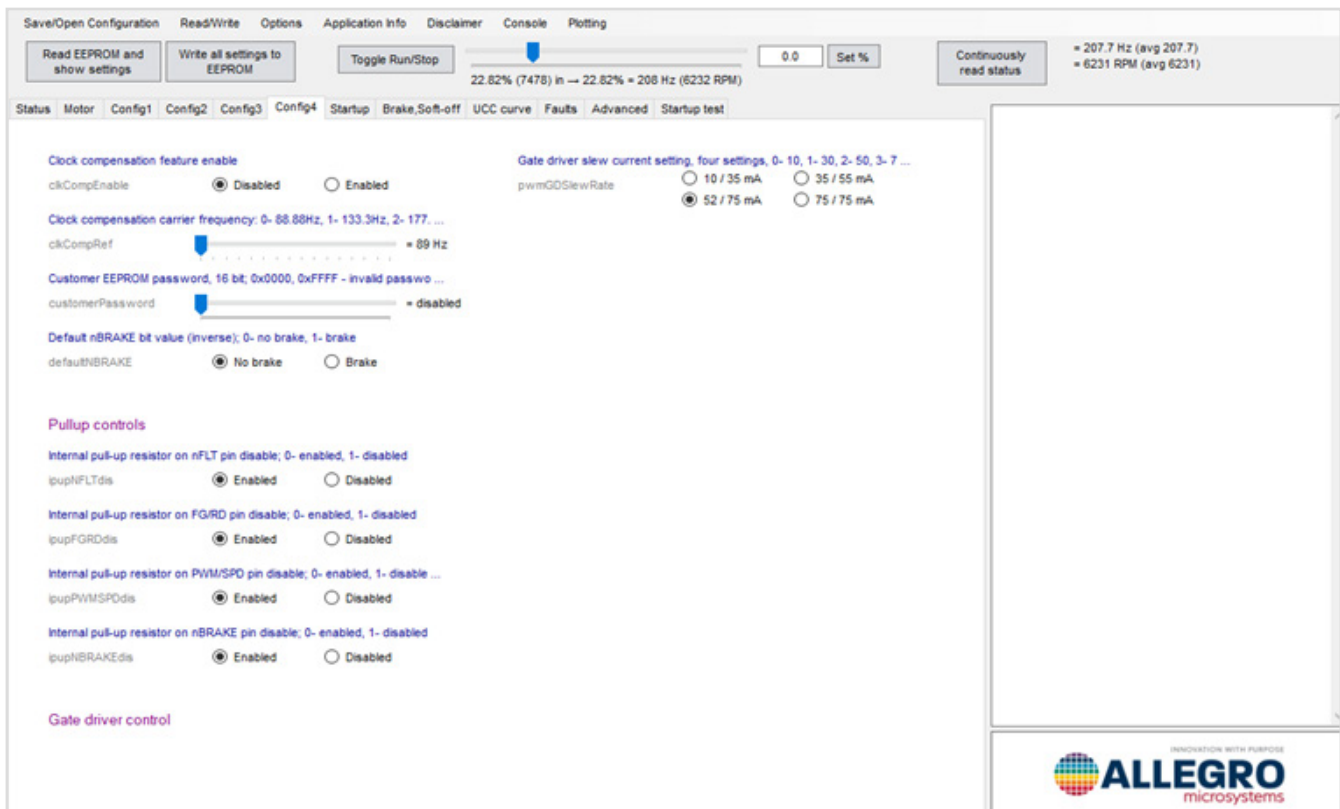 Save/Open Configuration Read/Write Options Application Info Disclaimer Console Plotting
Read EEPROM and show settings
Write all settings to EEPROM
Toggle Run/Stop
22.82% (7478) in → 22.82% = 208 Hz (6232 RPM)
0.0
Set %
Continuously read status
= 207.7 Hz (avg 207.7)
= 6231 RPM (avg 6231)
Status Motor Config1 Config2 Config3 Config4 Startup Brake,Soft-off UCC curve Faults Advanced Startup test
Clock compensation feature enable
clkCompEnable Disabled Enabled
Clock compensation carrier frequency: 0- 88.88Hz, 1- 133.3Hz, 2- 177. ...
clkCompRef = 89 Hz
Customer EEPROM password, 16 bit; 0x0000, 0xFFFF - invalid passwo ...
customerPassword = disabled
Default nBRAKE bit value (inverse); 0- no brake, 1- brake
defaultNBRAKE No brake Brake
Pullup controls
Internal pull-up resistor on nFLT pin disable; 0- enabled, 1- disabled
ipupNFLTdis Enabled Disabled
Internal pull-up resistor on FG/RD pin disable; 0- enabled, 1- disabled
ipupFGRDdis Enabled Disabled
Internal pull-up resistor on PWM/SPD pin disable; 0- enabled, 1- disable ...
ipupPWMSPDdis Enabled Disabled
Internal pull-up resistor on nBRAKE pin disable; 0- enabled, 1- disabled
ipupNBRAKEdis Enabled Disabled
Gate driver control
Gate driver slew current setting, four settings, 0- 10, 1- 30, 2- 50, 3- 7 ...
pwmGDSlewRate 10 / 35 mA 35 / 55 mA
52 / 75 mA 75 / 75 mA
INNOVATION WITH PURPOSE
ALLEGRO
microsystems